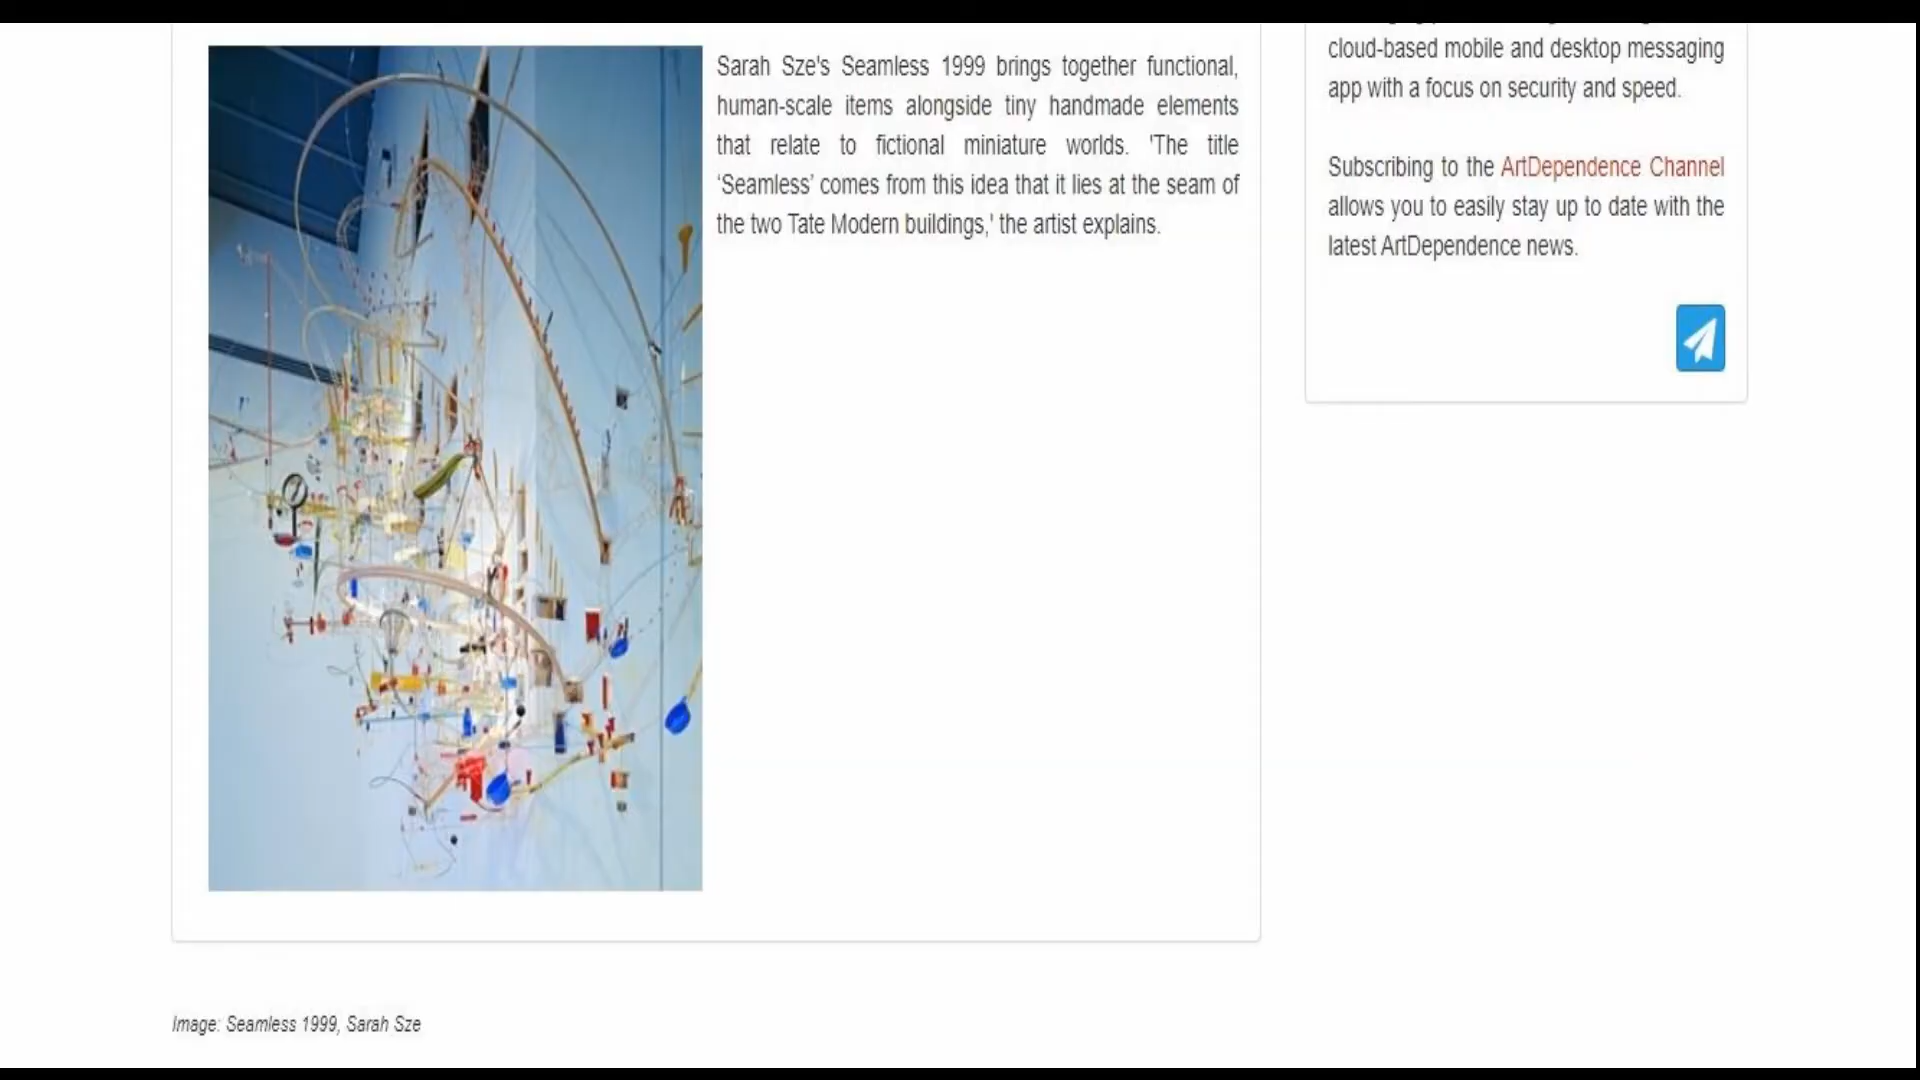 Sarah Sze's Seamless 1999 brings together functional,
human-scale items alongside tiny handmade elements
that relate to fictional miniature worlds. 'The title
‘Seamless’ comes from this idea that it lies at the seam of
the two Tate Modern buildings,' the artist explains.
cloud-based mobile and desktop messaging
app with a focus on security and speed.
Subscribing to the ArtDependence Channel
allows you to easily stay up to date with the
latest ArtDependence news.
Image: Seamless 1999, Sarah Sze